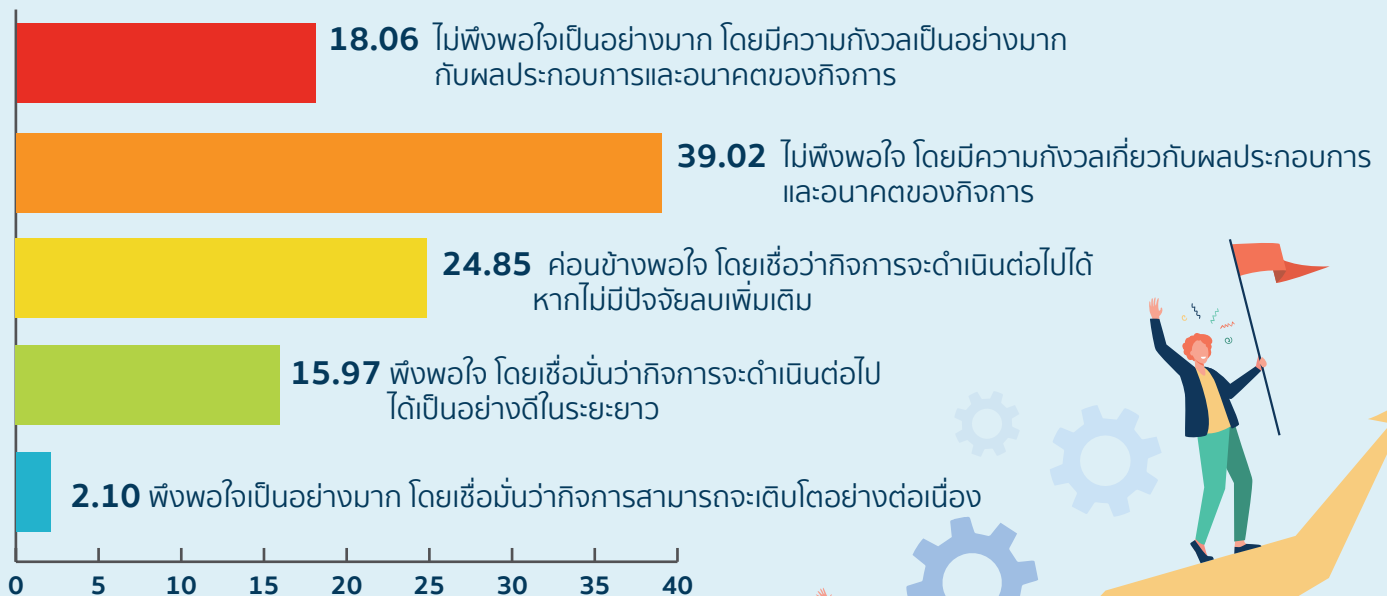 18.06 ไม่พึงพอใจเป็นอย่างมาก โดยมีความกังวลเป็นอย่างมาก
กับผลประกอบการและอนาคตของกิจการ
39.02 ไม่พึงพอใจ โดยมีความกังวลเกี่ยวกับผลประกอบการ
และอนาคตของกิจการ
24.85 ค่อนข้างพอใจ โดยเชื่อว่ากิจการจะดำเนินต่อไปได้
หากไม่มีปัจจัยลบเพิ่มเติม
15.97 พึงพอใจ โดยเชื่อมั่นว่ากิจการจะดำเนินต่อไป
ได้เป็นอย่างดีในระยะยาว
2.10 พึงพอใจเป็นอย่างมาก โดยเชื่อมั่นว่ากิจการสามารถจะเติบโตอย่างต่อเนื่อง
0 5 10 15 20 25 30 35 40